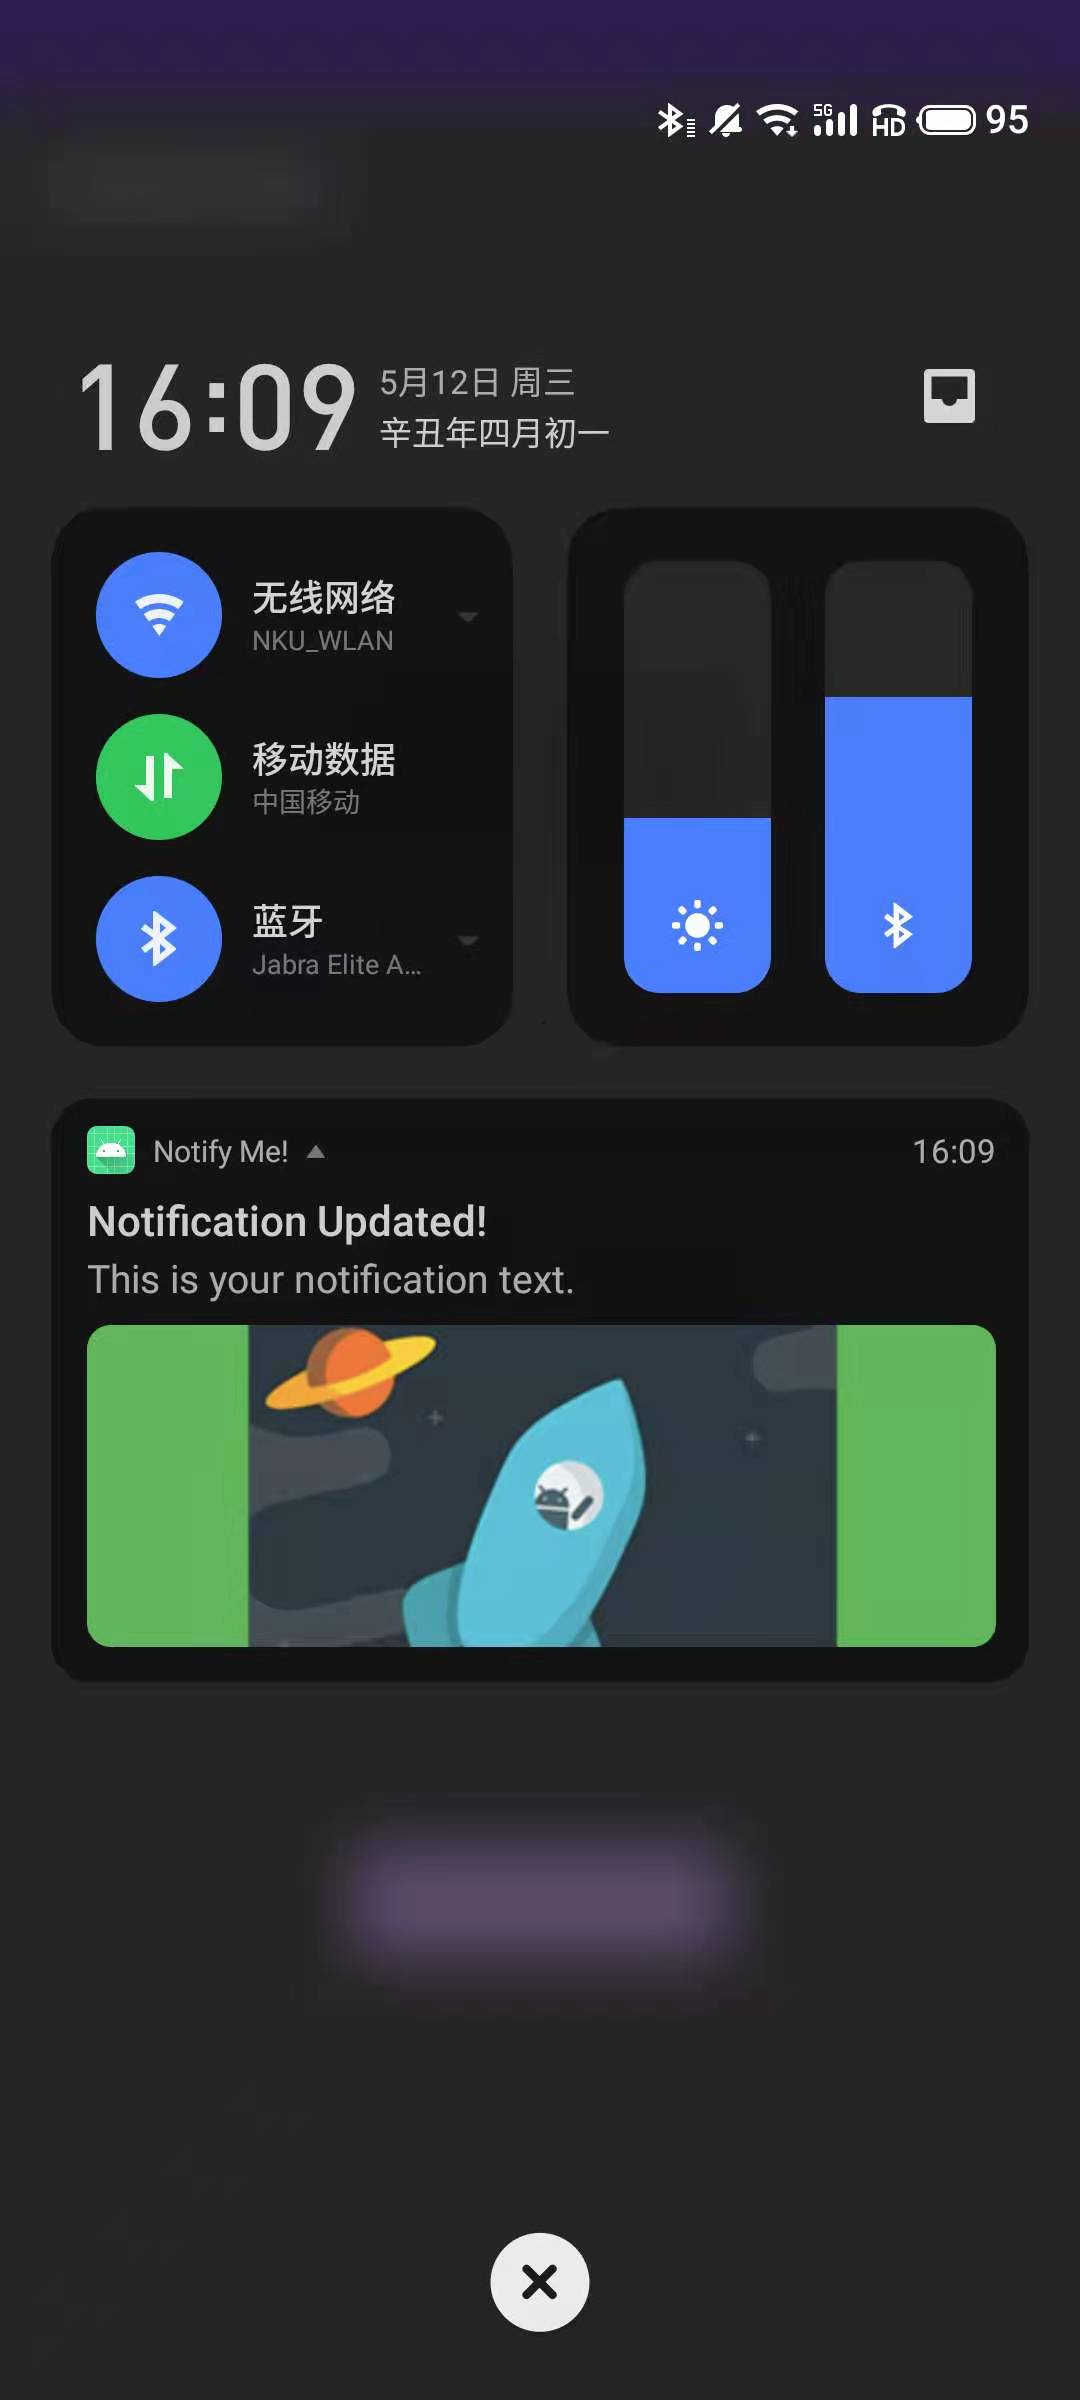 5G HD 95
16:09
5月12日 周三
辛丑年四月初一
无线网络
NKU_WLAN
移动数据
中国移动
蓝牙
Jabra Elite A...
Notify Me! 16:09
Notification Updated!
This is your notification text.